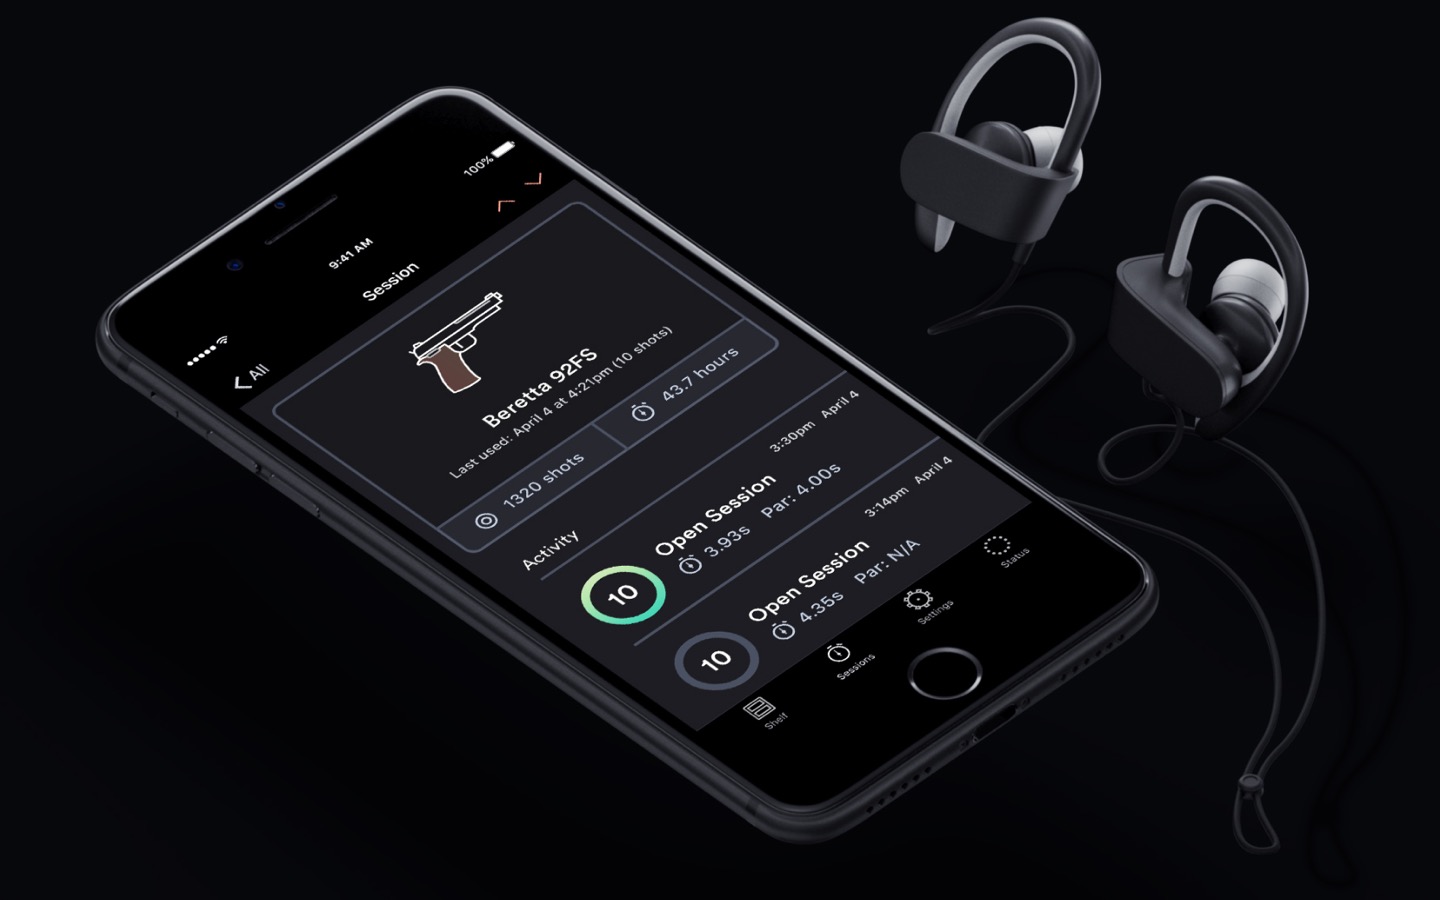 9:41 AM
100%
All
Session
Beretta 92FS
Last used: April 4 at 4:21pm (10 shots)
1320 shots
43.7 hours
Activity
Open Session
3:30pm April 4
10
3.93s
Par: 4.00s
Open Session
3:14pm April 4
10
4.35s
Par: N/A
Shelf
Sessions
Settings
Status